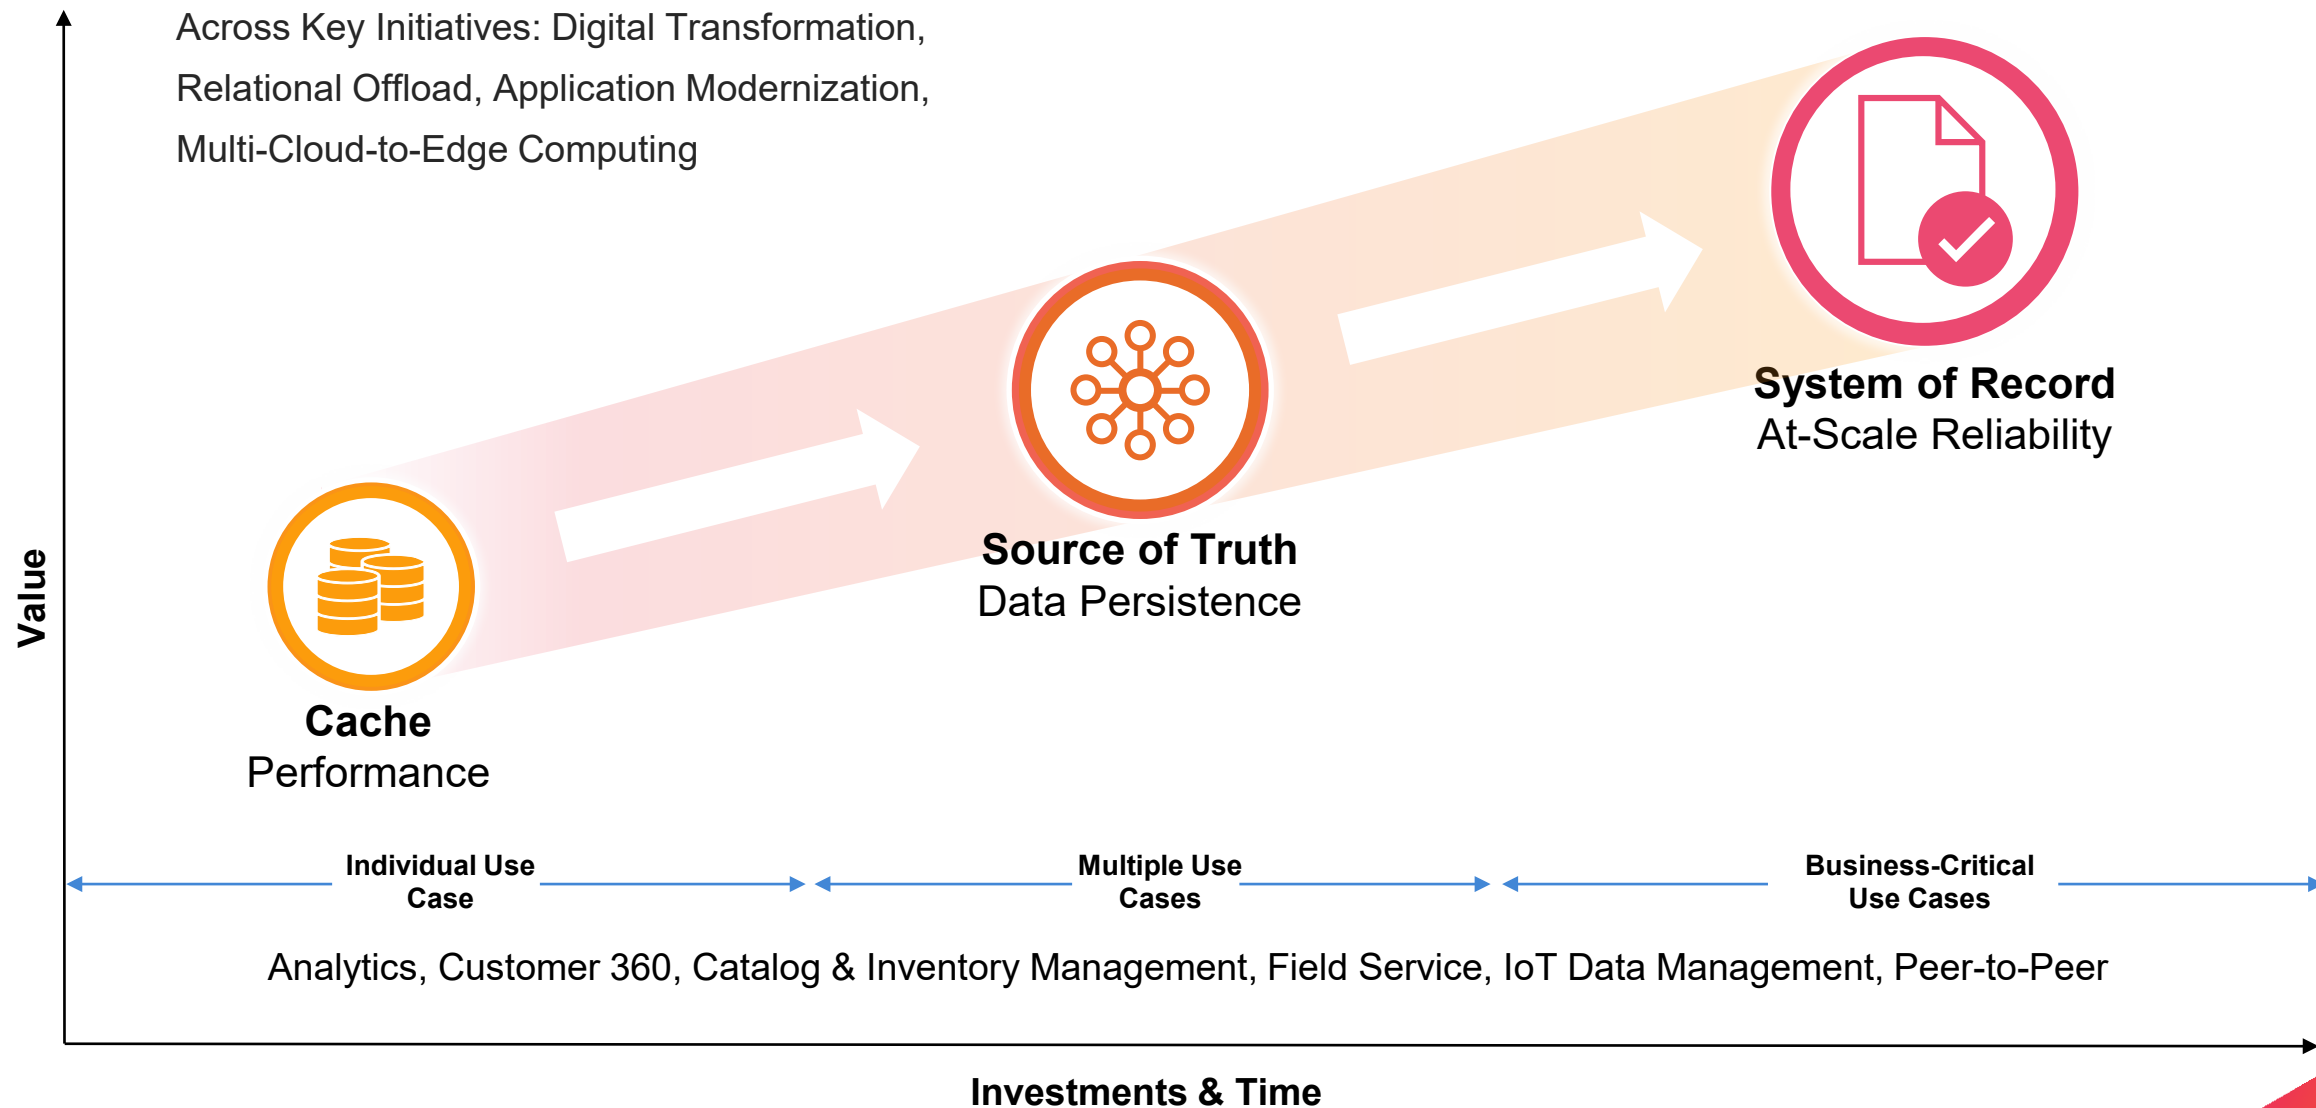 Across Key Initiatives: Digital Transformation,
Relational Offload, Application Modernization,
Multi-Cloud-to-Edge Computing
System of Record
At-Scale Reliability
Source of Truth
Data Persistence
Value
Cache
Performance
Individual Use
Case
Multiple Use
Cases
Business-Critical
Use Cases
Analytics, Customer 360, Catalog & Inventory Management, Field Service, IoT Data Management, Peer-to-Peer
Investments & Time